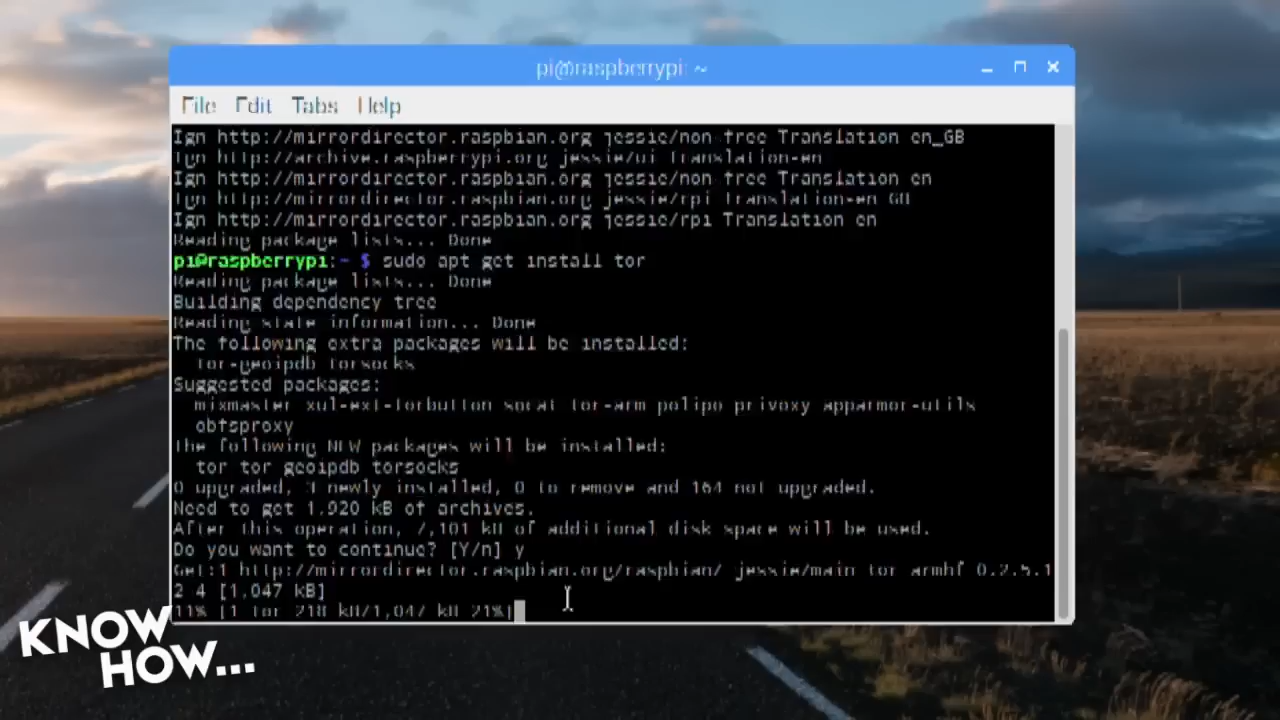 pi@raspberrypi: ~
File Edit Tabs Help
Ign http://mirrordirector.raspbian.org jessie/non-free Translation-en_GB
Ign http://archive.raspberrypi.org jessie/ui Translation-en
Ign http://mirrordirector.raspbian.org jessie/non-free Translation-en
Ign http://mirrordirector.raspbian.org jessie/rpi Translation-en_GB
Ign http://mirrordirector.raspbian.org jessie/rpi Translation-en
Reading package lists... Done
pi@raspberrypi:~ $ sudo apt-get install tor
Reading package lists... Done
Building dependency tree
Reading state information... Done
The following extra packages will be installed:
tor-geoipdb torsocks
Suggested packages:
mixmaster xul-ext-torbutton socat tor-arm polipo privoxy apparmor-utils
obfsproxy
The following NEW packages will be installed:
tor tor-geoipdb torsocks
0 upgraded, 3 newly installed, 0 to remove and 164 not upgraded.
Need to get 1,920 kB of archives.
After this operation, 7,101 kB of additional disk space will be used.
Do you want to continue? [Y/n] y
Get:1 http://mirrordirector.raspbian.org/raspbian/ jessie/main tor armhf 0.2.5.1
2-4 [1,047 kB]
11% [1 tor 218 kB/1,047 kB 21%]
KNOW
HOW...